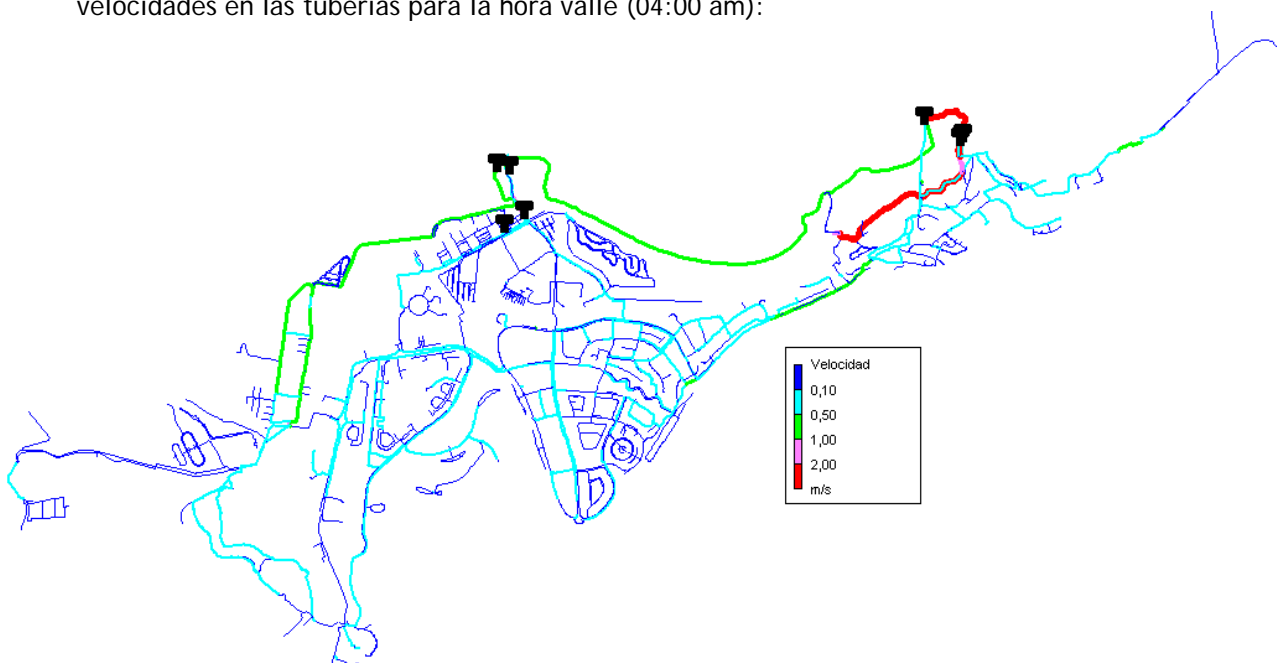 velocidades en las tuberías para la hora valle (04:00 am):
Velocidad
0,10
0,50
1,00
2,00
m/s